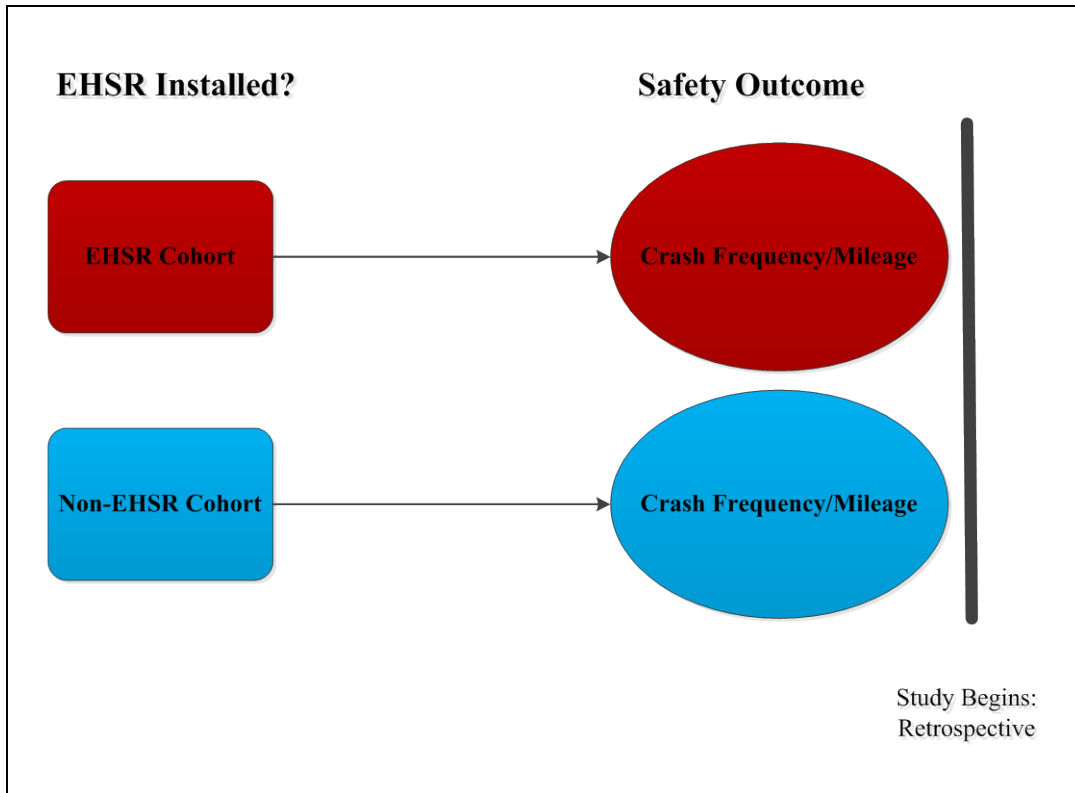 EHSR Installed?
Safety Outcome
EHSR Cohort
Crash Frequency/Mileage
Non-EHSR Cohort
Crash Frequency/Mileage
Study Begins:
Retrospective